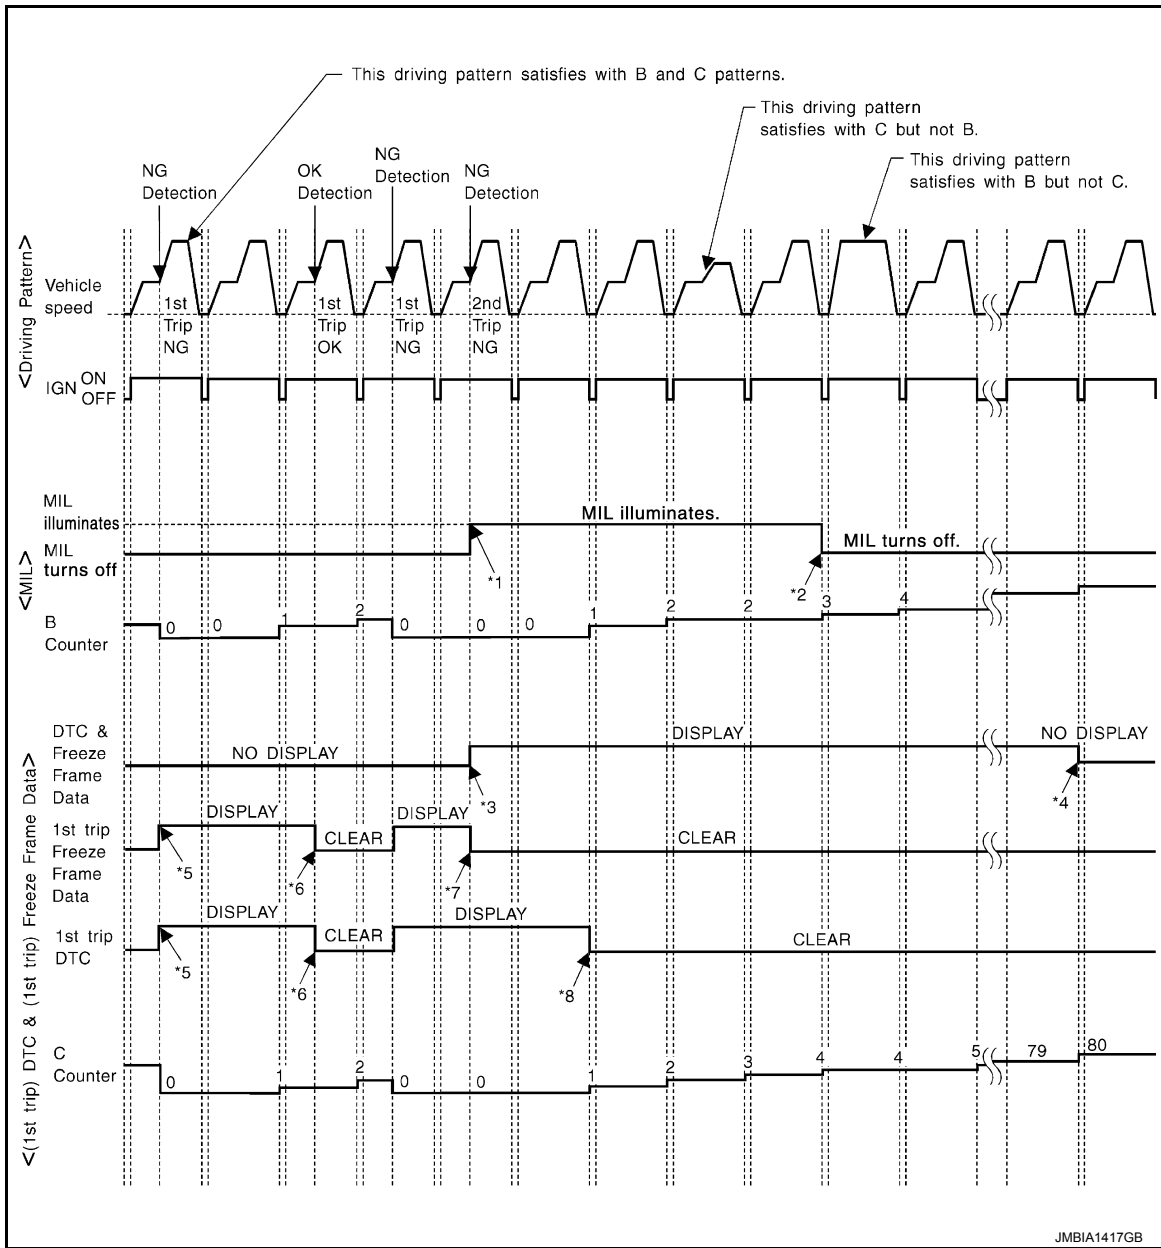 This driving pattern satisfies with B and C patterns.
This driving pattern
satisfies with C but not B.
This driving pattern
satisfies with B but not C.
NG
Detection
OK
Detection
NG
Detection
NG
Detection
<Driving Pattern>
Vehicle
speed
1st
Trip
NG
1st
Trip
OK
1st
Trip
NG
2nd
Trip
NG
IGN ON
OFF
<MIL>
MIL
illuminates
MIL illuminates.
MIL
turns off
MIL turns off.
*1
*2
B
Counter
0 0 1 2 0 0 0 1 2 2 3 4
<(1st trip) DTC & (1st trip) Freeze Frame Data>
DTC &
Freeze
Frame
Data
NO DISPLAY
DISPLAY
NO DISPLAY
*3
*4
1st trip
Freeze
Frame
Data
DISPLAY
CLEAR
DISPLAY
CLEAR
*5
*6
*7
1st trip
DTC
DISPLAY
CLEAR
DISPLAY
CLEAR
*5
*6
*8
C
Counter
0 1 2 0 0 1 2 3 4 4 5 79 80
JMBIA1417GB